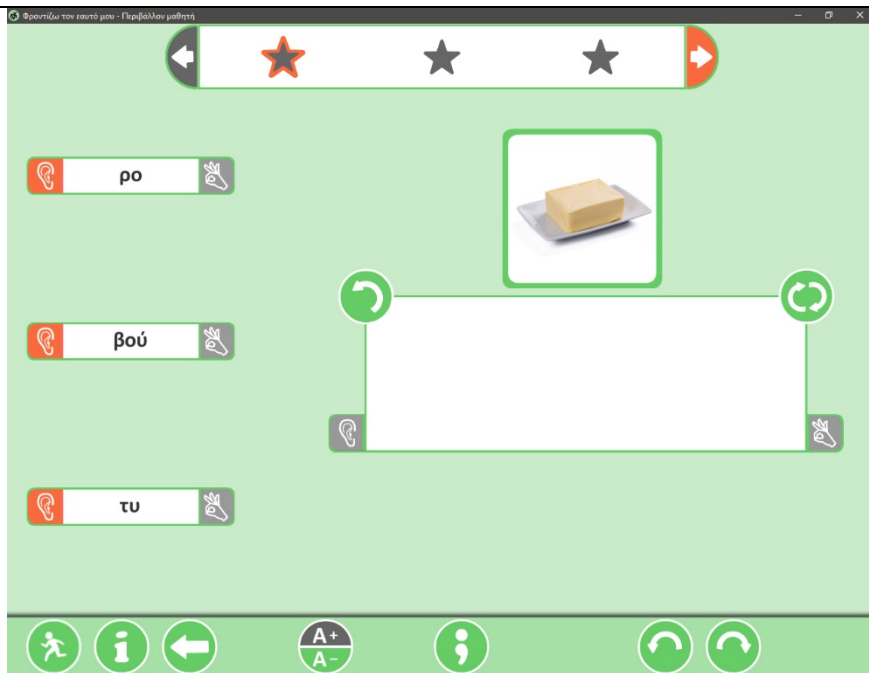 Φροντίζω τον εαυτό μου - Περιβάλλον μαθητή
ρο
βού
τυ
A+
A-